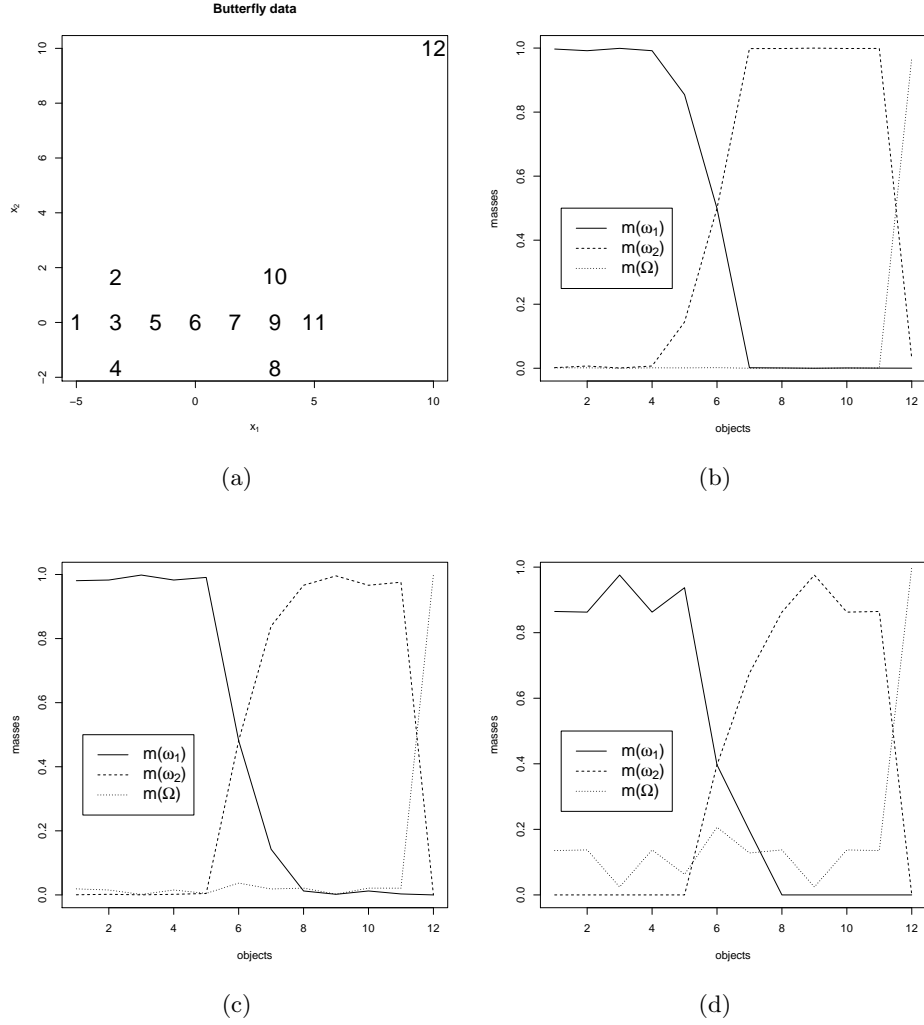 Butterfly data
10
8
6
4
2
0
−2
x2
1 2 3 4 5 6 7 8 9 10 11 12
−5 0 5 10
x1
(a)
1.0
0.8
0.6
0.4
0.2
0.0
masses
m(ω1)
m(ω2)
m(Ω)
2 4 6 8 10 12
objects
(b)
1.0
0.8
0.6
0.4
0.2
0.0
masses
m(ω1)
m(ω2)
m(Ω)
2 4 6 8 10 12
objects
(c)
1.0
0.8
0.6
0.4
0.2
0.0
masses
m(ω1)
m(ω2)
m(Ω)
2 4 6 8 10 12
objects
(d)